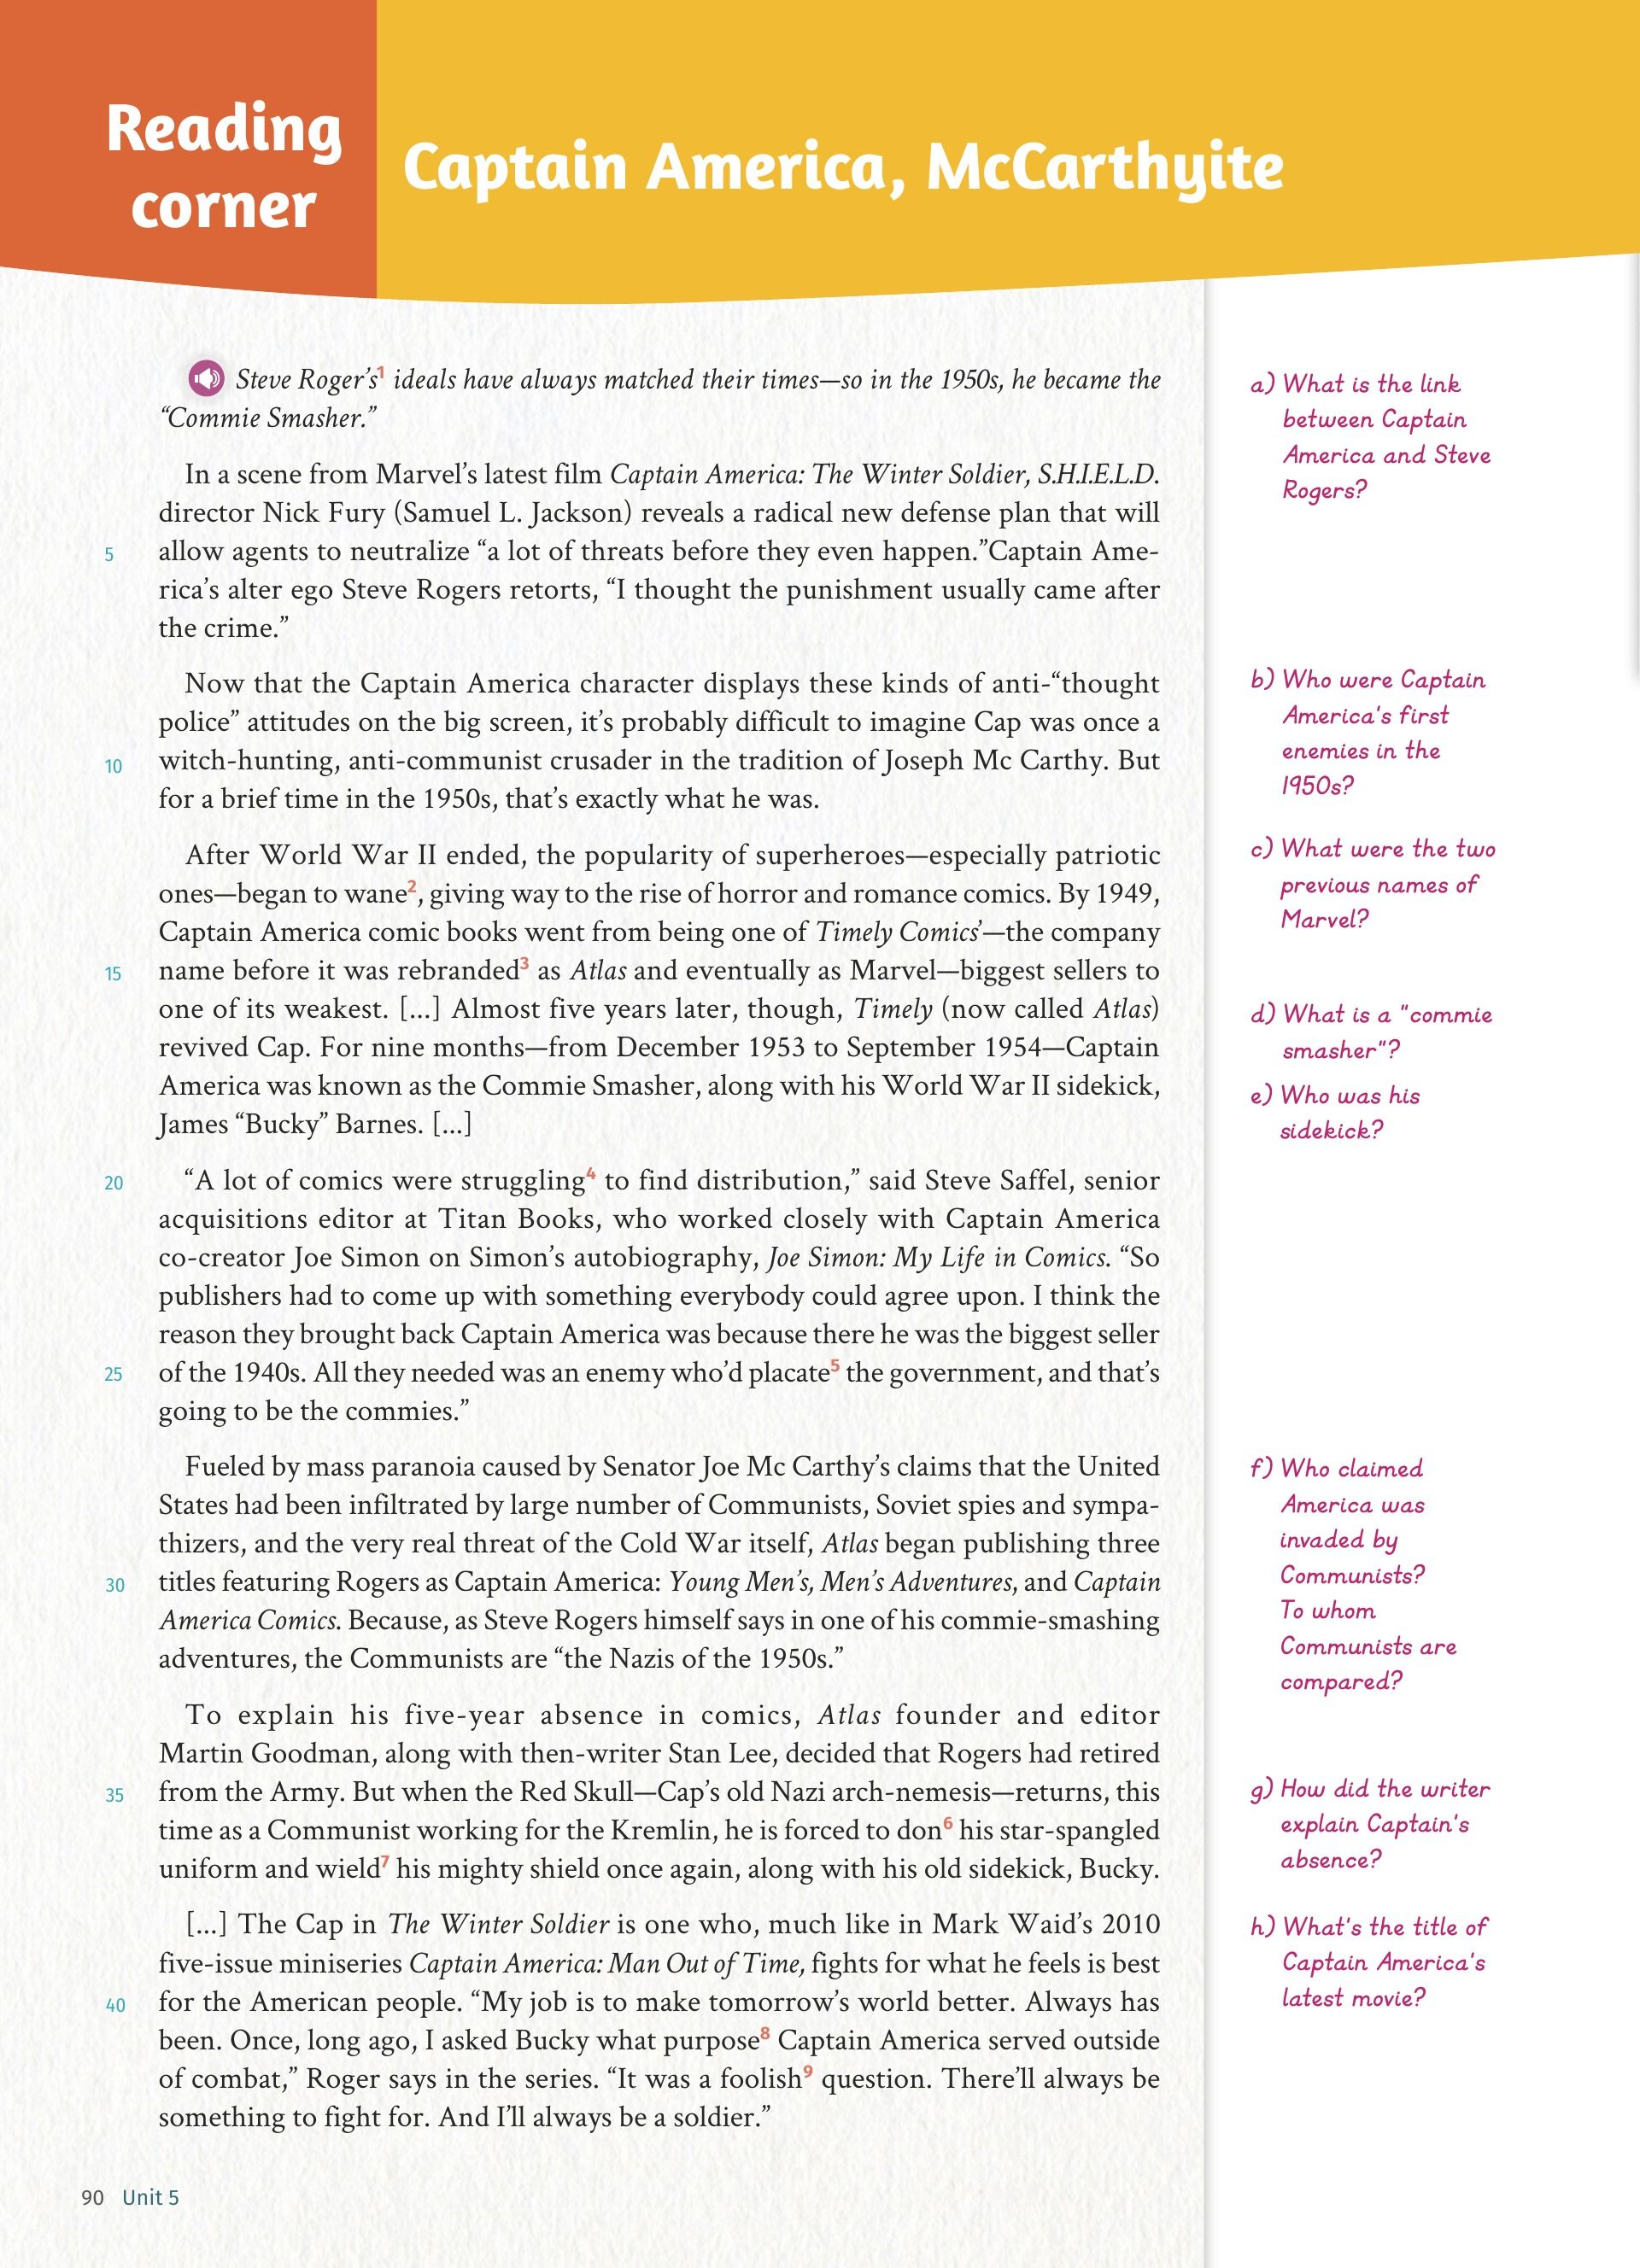 Reading
corner
Captain America, McCarthyite
Steve Roger’s1 ideals have always matched their times—so in the 1950s, he became the
“Commie Smasher.”
In a scene from Marvel’s latest film Captain America: The Winter Soldier, S.H.I.E.L.D.
director Nick Fury (Samuel L. Jackson) reveals a radical new defense plan that will
5 allow agents to neutralize “a lot of threats before they even happen.”Captain Ame-
rica’s alter ego Steve Rogers retorts, “I thought the punishment usually came after
the crime.”
Now that the Captain America character displays these kinds of anti-“thought
police” attitudes on the big screen, it’s probably difficult to imagine Cap was once a
10 witch-hunting, anti-communist crusader in the tradition of Joseph Mc Carthy. But
for a brief time in the 1950s, that’s exactly what he was.
After World War II ended, the popularity of superheroes—especially patriotic
ones—began to wane2, giving way to the rise of horror and romance comics. By 1949,
Captain America comic books went from being one of Timely Comics’—the company
15 name before it was rebranded3 as Atlas and eventually as Marvel—biggest sellers to
one of its weakest. [...] Almost five years later, though, Timely (now called Atlas)
revived Cap. For nine months—from December 1953 to September 1954—Captain
America was known as the Commie Smasher, along with his World War II sidekick,
James “Bucky” Barnes. [...]
20 “A lot of comics were struggling4 to find distribution,” said Steve Saffel, senior
acquisitions editor at Titan Books, who worked closely with Captain America
co-creator Joe Simon on Simon’s autobiography, Joe Simon: My Life in Comics. “So
publishers had to come up with something everybody could agree upon. I think the
reason they brought back Captain America was because there he was the biggest seller
25 of the 1940s. All they needed was an enemy who’d placate5 the government, and that’s
going to be the commies.”
Fueled by mass paranoia caused by Senator Joe Mc Carthy’s claims that the United
States had been infiltrated by large number of Communists, Soviet spies and sympa-
thizers, and the very real threat of the Cold War itself, Atlas began publishing three
30 titles featuring Rogers as Captain America: Young Men’s, Men’s Adventures, and Captain
America Comics. Because, as Steve Rogers himself says in one of his commie-smashing
adventures, the Communists are “the Nazis of the 1950s.”
To explain his five-year absence in comics, Atlas founder and editor
Martin Goodman, along with then-writer Stan Lee, decided that Rogers had retired
35 from the Army. But when the Red Skull—Cap’s old Nazi arch-nemesis—returns, this
time as a Communist working for the Kremlin, he is forced to don6 his star-spangled
uniform and wield7 his mighty shield once again, along with his old sidekick, Bucky.
[...] The Cap in The Winter Soldier is one who, much like in Mark Waid’s 2010
five-issue miniseries Captain America: Man Out of Time, fights for what he feels is best
40 for the American people. “My job is to make tomorrow’s world better. Always has
been. Once, long ago, I asked Bucky what purpose8 Captain America served outside
of combat,” Roger says in the series. “It was a foolish9 question. There’ll always be
something to fight for. And I’ll always be a soldier.”
a) What is the link
between Captain
America and Steve
Rogers?
b) Who were Captain
America's first
enemies in the
1950s?
c) What were the two
previous names of
Marvel?
d) What is a "commie
smasher"?
e) Who was his
sidekick?
f) Who claimed
America was
invaded by
Communists?
To whom
Communists are
compared?
g) How did the writer
explain Captain's
absence?
h) What's the title of
Captain America's
latest movie?
90 Unit 5